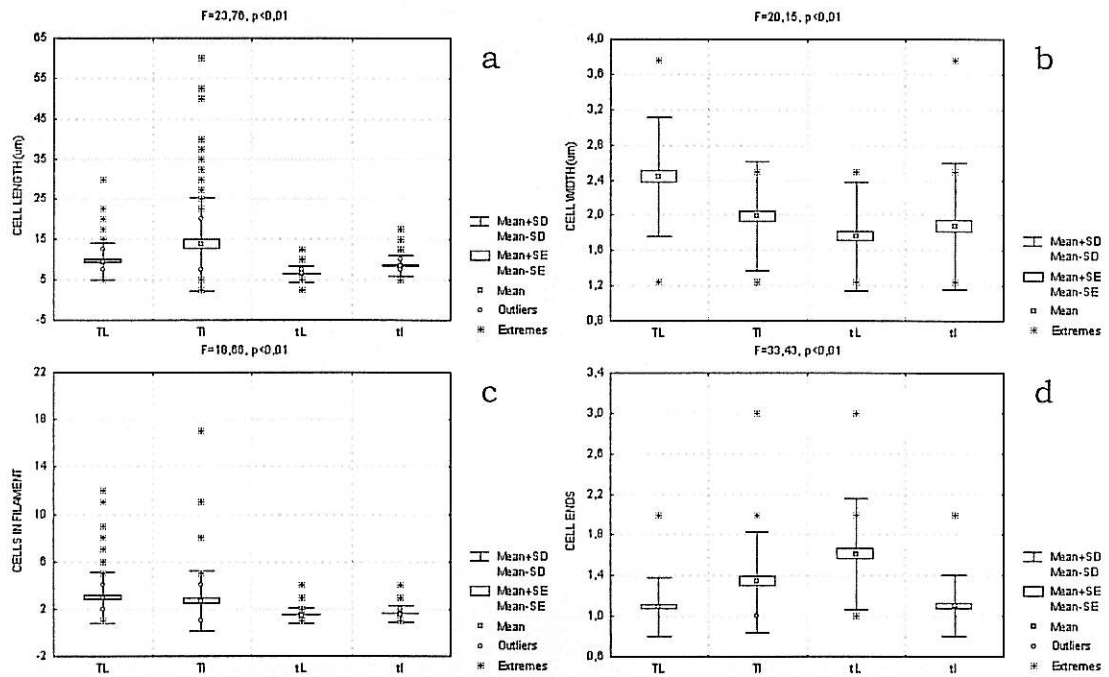 F=23,76, p<0,01
a
CELL LENGTH(um)
65
55
45
35
25
15
5
-5
TL
Tl
tL
tl
Mean+SD
Mean-SD
Mean+SE
Mean-SE
Mean
Outliers
Extremes
F=20,15, p<0,01
b
CELL WIDTH(um)
4,0
3,6
3,2
2,8
2,4
2,0
1,6
1,2
0,8
TL
Tl
tL
tl
Mean+SD
Mean-SD
Mean+SE
Mean-SE
Mean
Extremes
p<0,01
c
CELLS IN FILAMENT
22
18
14
10
6
2
-2
TL
Tl
tL
tl
Mean+SD
Mean-SD
Mean+SE
Mean-SE
Mean
Outliers
Extremes
F=33,43, p<0,01
d
CELL ENDS
3,4
3,0
2,6
2,2
1,8
1,4
1,0
0,6
TL
Tl
tL
tl
Mean+SD
Mean-SD
Mean+SE
Mean-SE
Mean
Outliers
Extremes